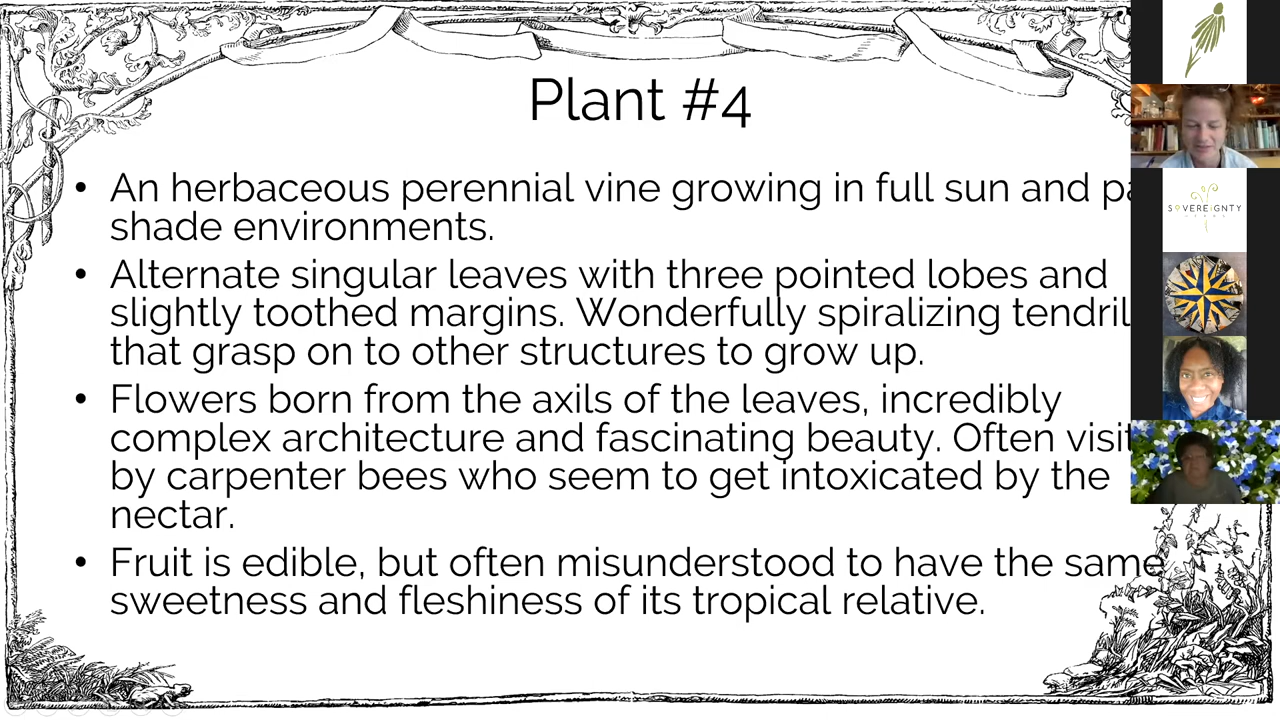 Plant #4
• An herbaceous perennial vine growing in full sun and
shade environments.
• Alternate singular leaves with three pointed lobes and
slightly toothed margins. Wonderfully spiralizing tendril
that grasp on to other structures to grow up.
• Flowers born from the axils of the leaves, incredibly
complex architecture and fascinating beauty. Often visit
by carpenter bees who seem to get intoxicated by the
nectar.
• Fruit is edible, but often misunderstood to have the same
sweetness and fleshiness of its tropical relative.
SOVEREIGNTY